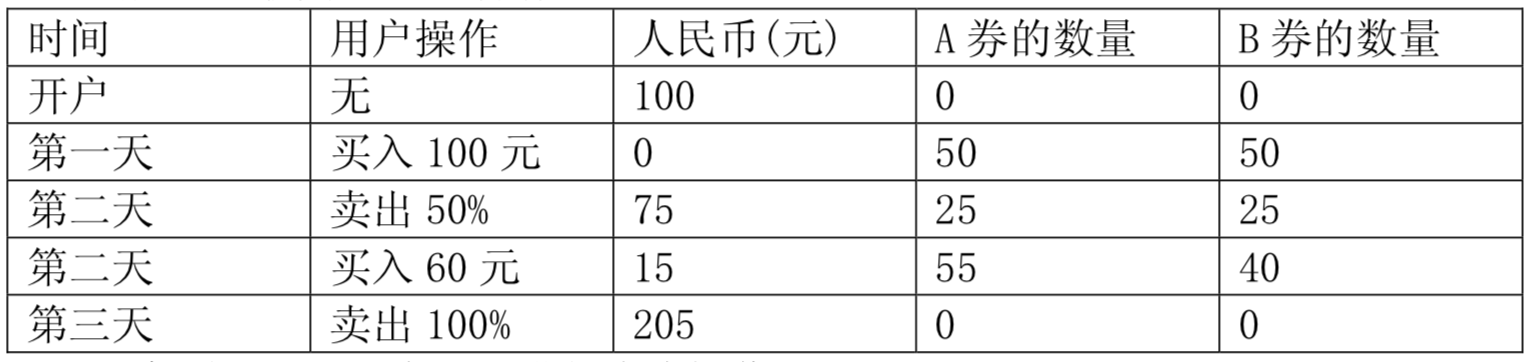 时间 用户操作 人民币(元) A 券的数量 B 券的数量
开户 无 100 0 0
第一天 买入 100 元 0 50 50
第二天 卖出 50% 75 25 25
第二天 买入 60 元 15 55 40
第三天 卖出 100% 205 0 0